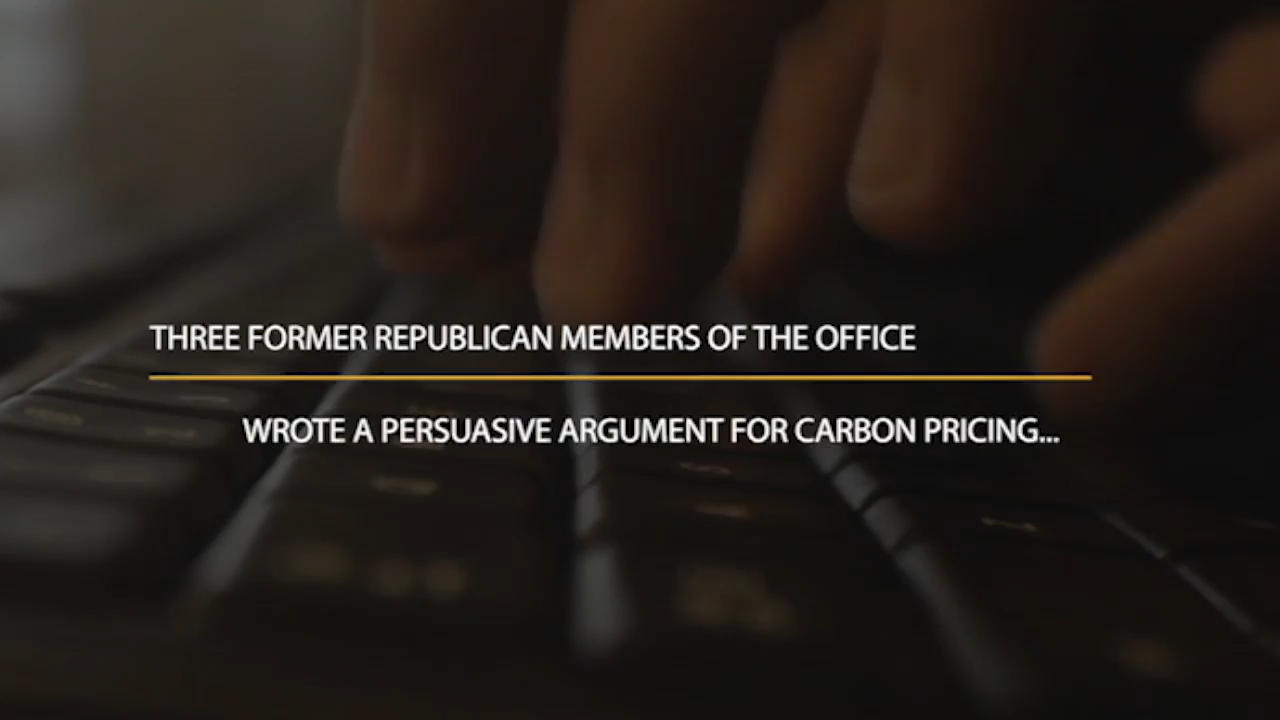 THREE FORMER REPUBLICAN MEMBERS OF THE OFFICE
WROTE A PERSUASIVE ARGUMENT FOR CARBON PRICING...